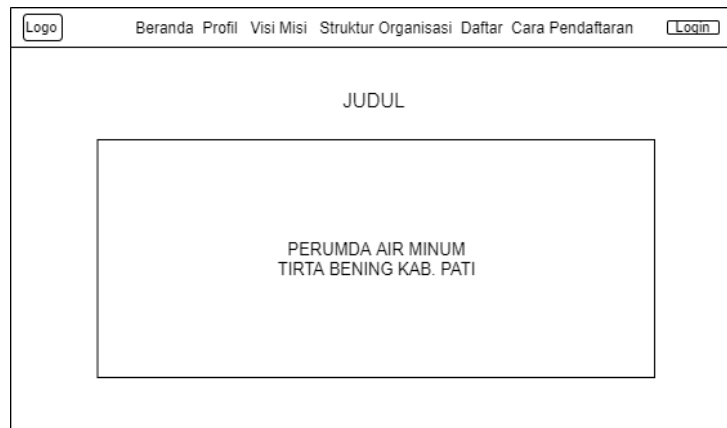 Logo Beranda Profil Visi Misi Struktur Organisasi Daftar Cara Pendaftaran Login
JUDUL
PERUMDA AIR MINUM
TIRTA BENING KAB. PATI